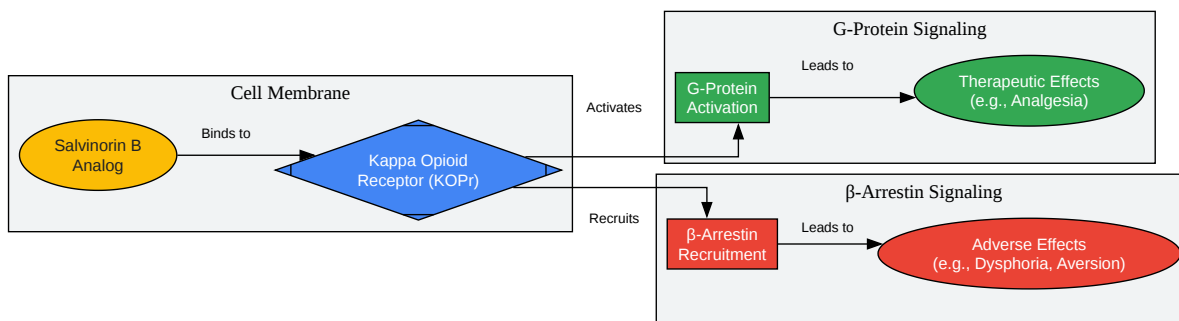 Cell Membrane
Salvinorin B
Analog
Binds to
Kappa Opioid
Receptor (KOPr)
Activates
Recruits
G-Protein Signaling
G-Protein
Activation
Leads to
Therapeutic Effects
(e.g., Analgesia)
β-Arrestin Signaling
β-Arrestin
Recruitment
Leads to
Adverse Effects
(e.g., Dysphoria, Aversion)